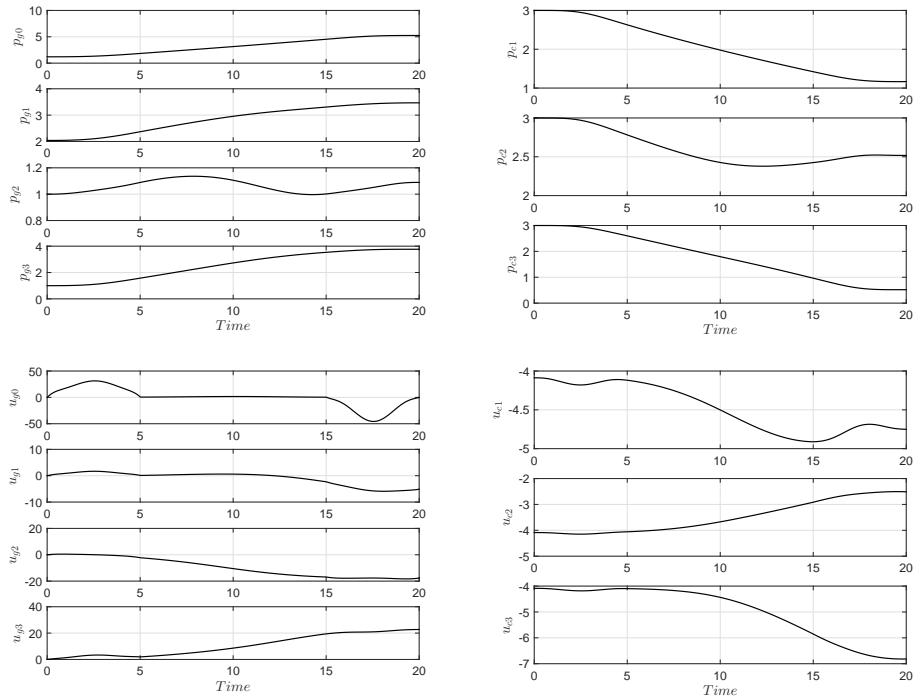 10
5
0
p_{g0}
0 5 10 15 20
4
3
2
p_{g1}
0 5 10 15 20
1.2
1
0.8
p_{g2}
0 5 10 15 20
4
2
0
p_{g3}
0 5 10 15 20
Time
3
2
1
p_{c1}
0 5 10 15 20
3
2.5
2
p_{c2}
0 5 10 15 20
3
2
1
0
p_{c3}
0 5 10 15 20
Time
50
0
-50
u_{g0}
0 5 10 15 20
10
0
-10
u_{g1}
0 5 10 15 20
20
0
-20
u_{g2}
0 5 10 15 20
40
20
0
u_{g3}
0 5 10 15 20
Time
-4
-4.5
-5
u_{c1}
0 5 10 15 20
-2
-3
-4
-5
u_{c2}
0 5 10 15 20
-4
-5
-6
-7
u_{c3}
0 5 10 15 20
Time